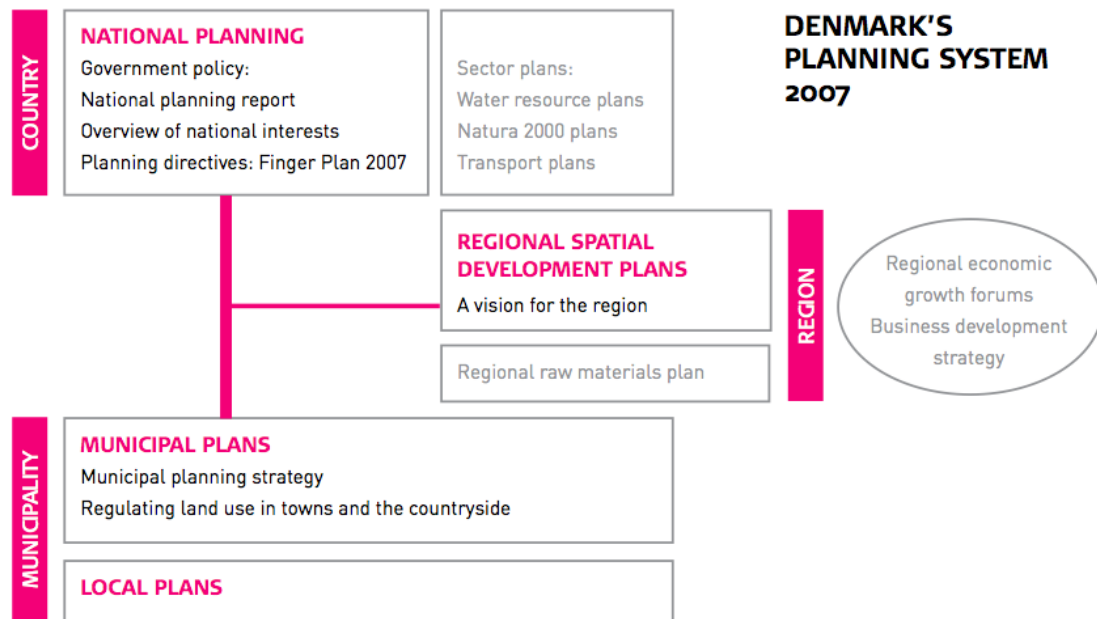 DENMARK'S
PLANNING SYSTEM
2007
COUNTRY
NATIONAL PLANNING
Government policy:
National planning report
Overview of national interests
Planning directives: Finger Plan 2007
Sector plans:
Water resource plans
Natura 2000 plans
Transport plans
REGIONAL SPATIAL
DEVELOPMENT PLANS
A vision for the region
Regional raw materials plan
REGION
Regional economic
growth forums
Business development
strategy
MUNICIPALITY
MUNICIPAL PLANS
Municipal planning strategy
Regulating land use in towns and the countryside
LOCAL PLANS